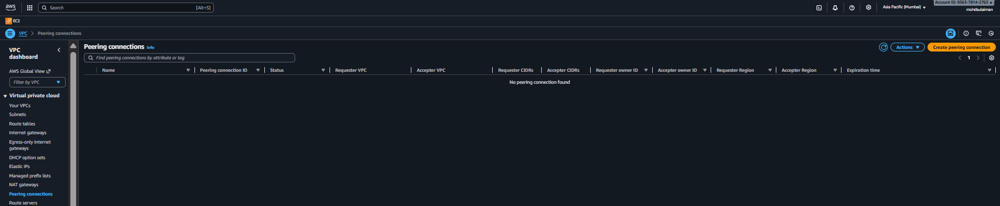 aws
Search [Alt+S]
Asia Pacific (Mumbai)
Account ID: 9363-7814-2763
mohdsulaiman
EC2
VPC > Peering connections
VPC dashboard
AWS Global View
Filter by VPC
Virtual private cloud
Your VPCs
Subnets
Route tables
Internet gateways
Egress-only internet
gateways
DHCP option sets
Elastic IPs
Managed prefix lists
NAT gateways
Peering connections
Route servers
Peering connections Info
Actions
Create peering connection
Find peering connections by attribute or tag
1
Name Peering connection ID Status Requester VPC Accepter VPC Requester CIDRs Accepter CIDRs Requester owner ID Accepter owner ID Requester Region Accepter Region Expiration time
No peering connection found